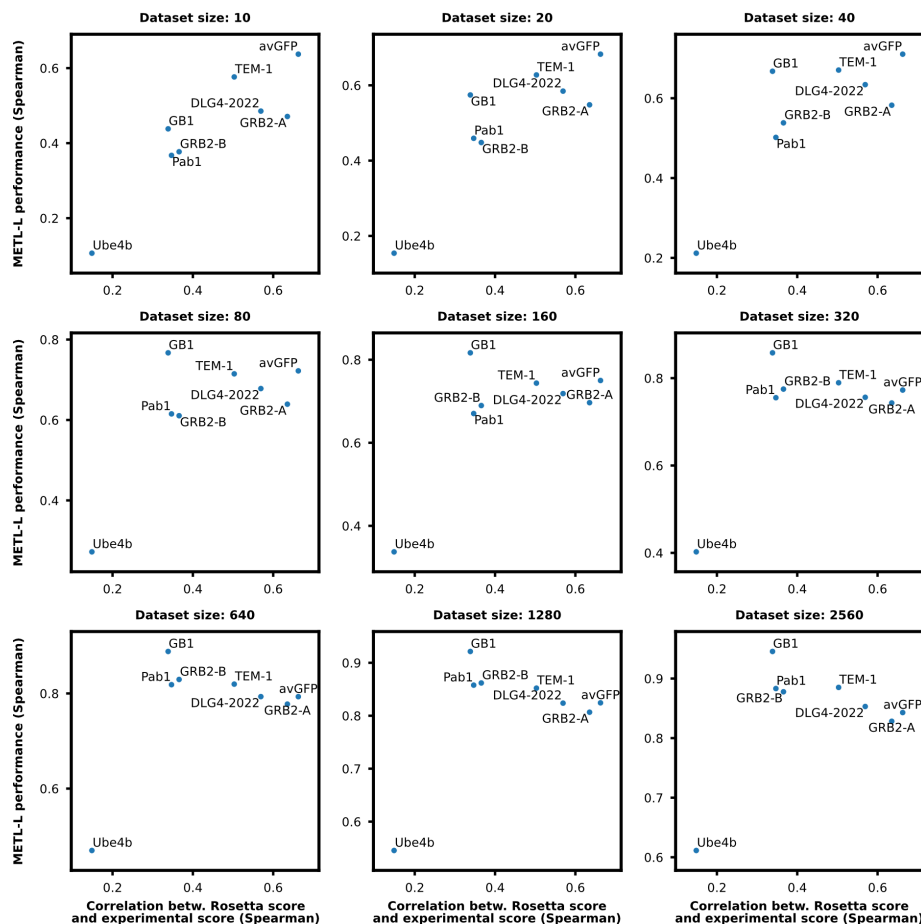 Dataset size: 10
METL-L performance (Spearman)
0.6
0.4
0.2
avGFP
TEM-1
DLG4-2022
GB1
GRB2-A
GRB2-B
Pab1
Ube4b
0.2 0.4 0.6
Dataset size: 20
0.6
0.4
0.2
avGFP
TEM-1
DLG4-2022
GB1
GRB2-A
Pab1
GRB2-B
Ube4b
0.2 0.4 0.6
Dataset size: 40
0.6
0.4
0.2
avGFP
GB1
TEM-1
DLG4-2022
GRB2-A
GRB2-B
Pab1
Ube4b
0.2 0.4 0.6
Dataset size: 80
METL-L performance (Spearman)
0.8
0.6
0.4
GB1
TEM-1
avGFP
DLG4-2022
Pab1
GRB2-A
GRB2-B
Ube4b
0.2 0.4 0.6
Dataset size: 160
0.8
0.6
0.4
GB1
TEM-1
avGFP
GRB2-B
DLG4-2022
GRB2-A
Pab1
Ube4b
0.2 0.4 0.6
Dataset size: 320
0.8
0.6
0.4
GB1
GRB2-B
TEM-1
avGFP
Pab1
DLG4-2022
GRB2-A
Ube4b
0.2 0.4 0.6
Dataset size: 640
METL-L performance (Spearman)
0.8
0.6
GB1
Pab1
GRB2-B
TEM-1
avGFP
DLG4-2022
GRB2-A
Ube4b
0.2 0.4 0.6
Correlation betw. Rosetta score
and experimental score (Spearman)
Dataset size: 1280
0.9
0.8
0.7
0.6
GB1
Pab1
GRB2-B
TEM-1
DLG4-2022
avGFP
GRB2-A
Ube4b
0.2 0.4 0.6
Correlation betw. Rosetta score
and experimental score (Spearman)
Dataset size: 2560
0.9
0.8
0.7
0.6
GB1
Pab1
TEM-1
GRB2-B
DLG4-2022
avGFP
GRB2-A
Ube4b
0.2 0.4 0.6
Correlation betw. Rosetta score
and experimental score (Spearman)